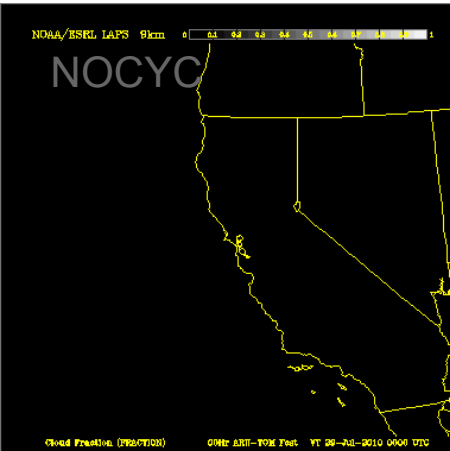 NOAA/ESRL LAPS 9km 0 0.1 0.2 0.3 0.4 0.5 0.6 0.7 0.8 0.9 1
NOCYC
Cloud Fraction (FRACTION) 00Hr ARW-TOM Fcst VT 29-Jul-2010 0000 UTC